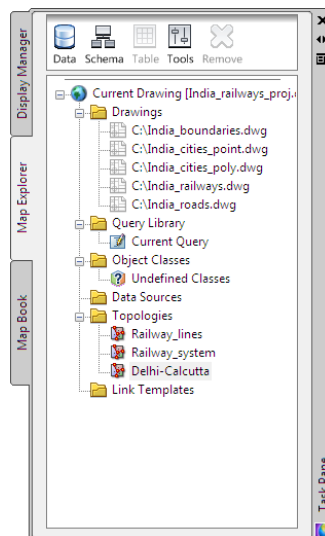 Display Manager
Map Explorer
Map Book
Data Schema Table Tools Remove
Current Drawing [India_railways_proj.
Drawings
C:\India_boundaries.dwg
C:\India_cities_point.dwg
C:\India_cities_poly.dwg
C:\India_railways.dwg
C:\India_roads.dwg
Query Library
Current Query
Object Classes
Undefined Classes
Data Sources
Topologies
Railway_lines
Railway_system
Delhi-Calcutta
Link Templates
Task Pane